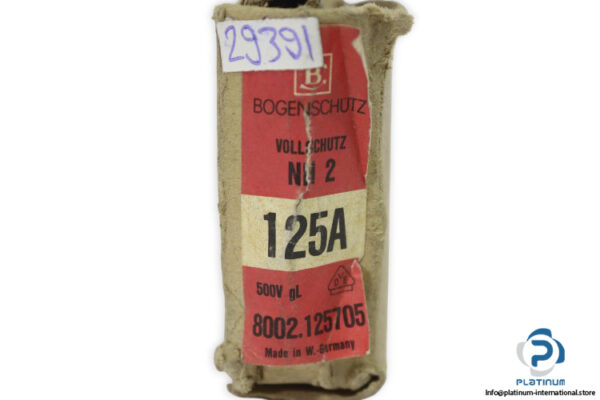 29391
B
BOGENSCHÜTZ
VOLLSCHUTZ
NH 2
125A
500V gL
8002.125705
Made in W.-Germany
PLATINUM
Info@platinum-international.store